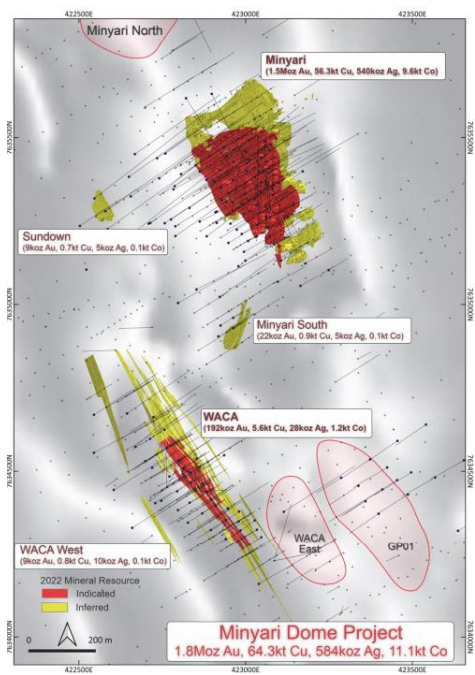 422500E
423000E
423500E
Minyari North
Minyari
(1.5Moz Au, 56.3kt Cu, 540koz Ag, 9.6kt Co)
7635500N
7635500N
Sundown
(9koz Au, 0.7kt Cu, 5koz Ag, 0.1kt Co)
7635000N
7635000N
Minyari South
(22koz Au, 0.9kt Cu, 5koz Ag, 0.1kt Co)
WACA
(192koz Au, 5.6kt Cu, 28koz Ag, 1.2kt Co)
7634500N
7634500N
WACA
East
GP01
WACA West
(9koz Au, 0.8kt Cu, 10koz Ag, 0.1kt Co)
2022 Mineral Resource
Indicated
Inferred
0
200 m
Minyari Dome Project
1.8Moz Au, 64.3kt Cu, 584koz Ag, 11.1kt Co
7634000N
7634000N
422500E
423000E
423500E